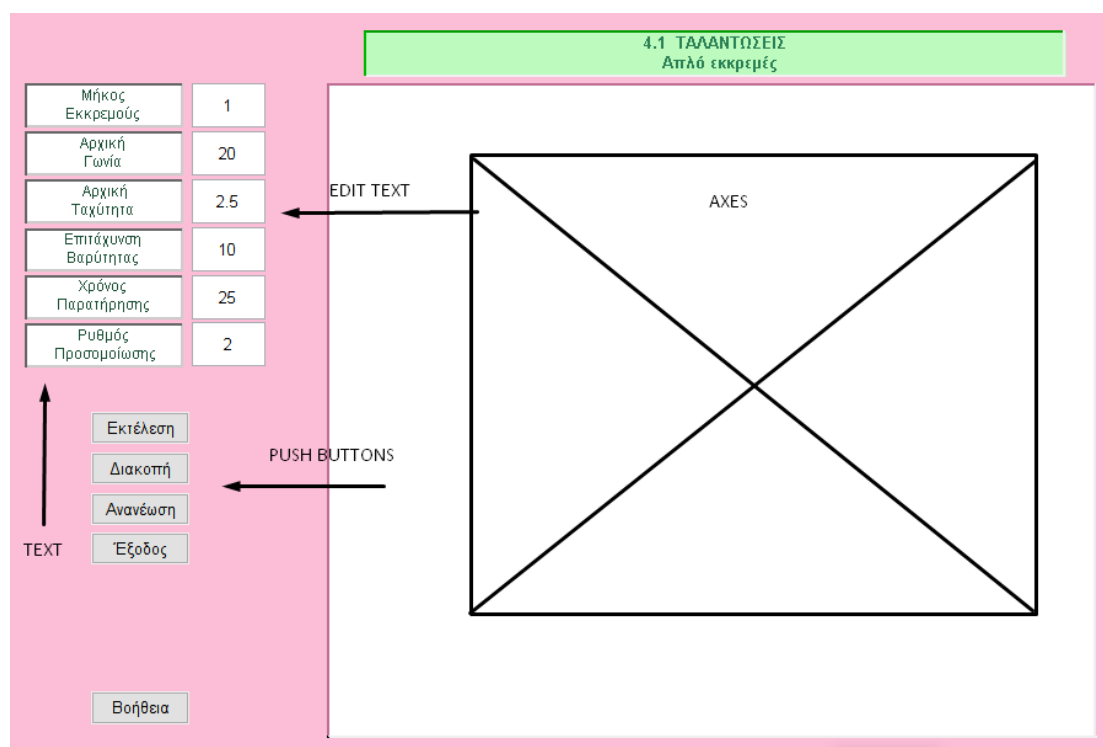 4.1 ΤΑΛΑΝΤΩΣΕΙΣ
Απλό εκκρεμές
Μήκος
Εκκρεμούς
1
Αρχική
Γωνία
20
Αρχική
Ταχύτητα
2.5
EDIT TEXT
AXES
Επιτάχυνση
Βαρύτητας
10
Χρόνος
Παρατήρησης
25
Ρυθμός
Προσομοίωσης
2
Εκτέλεση
Διακοπή
PUSH BUTTONS
Ανανέωση
TEXT
Έξοδος
Βοήθεια